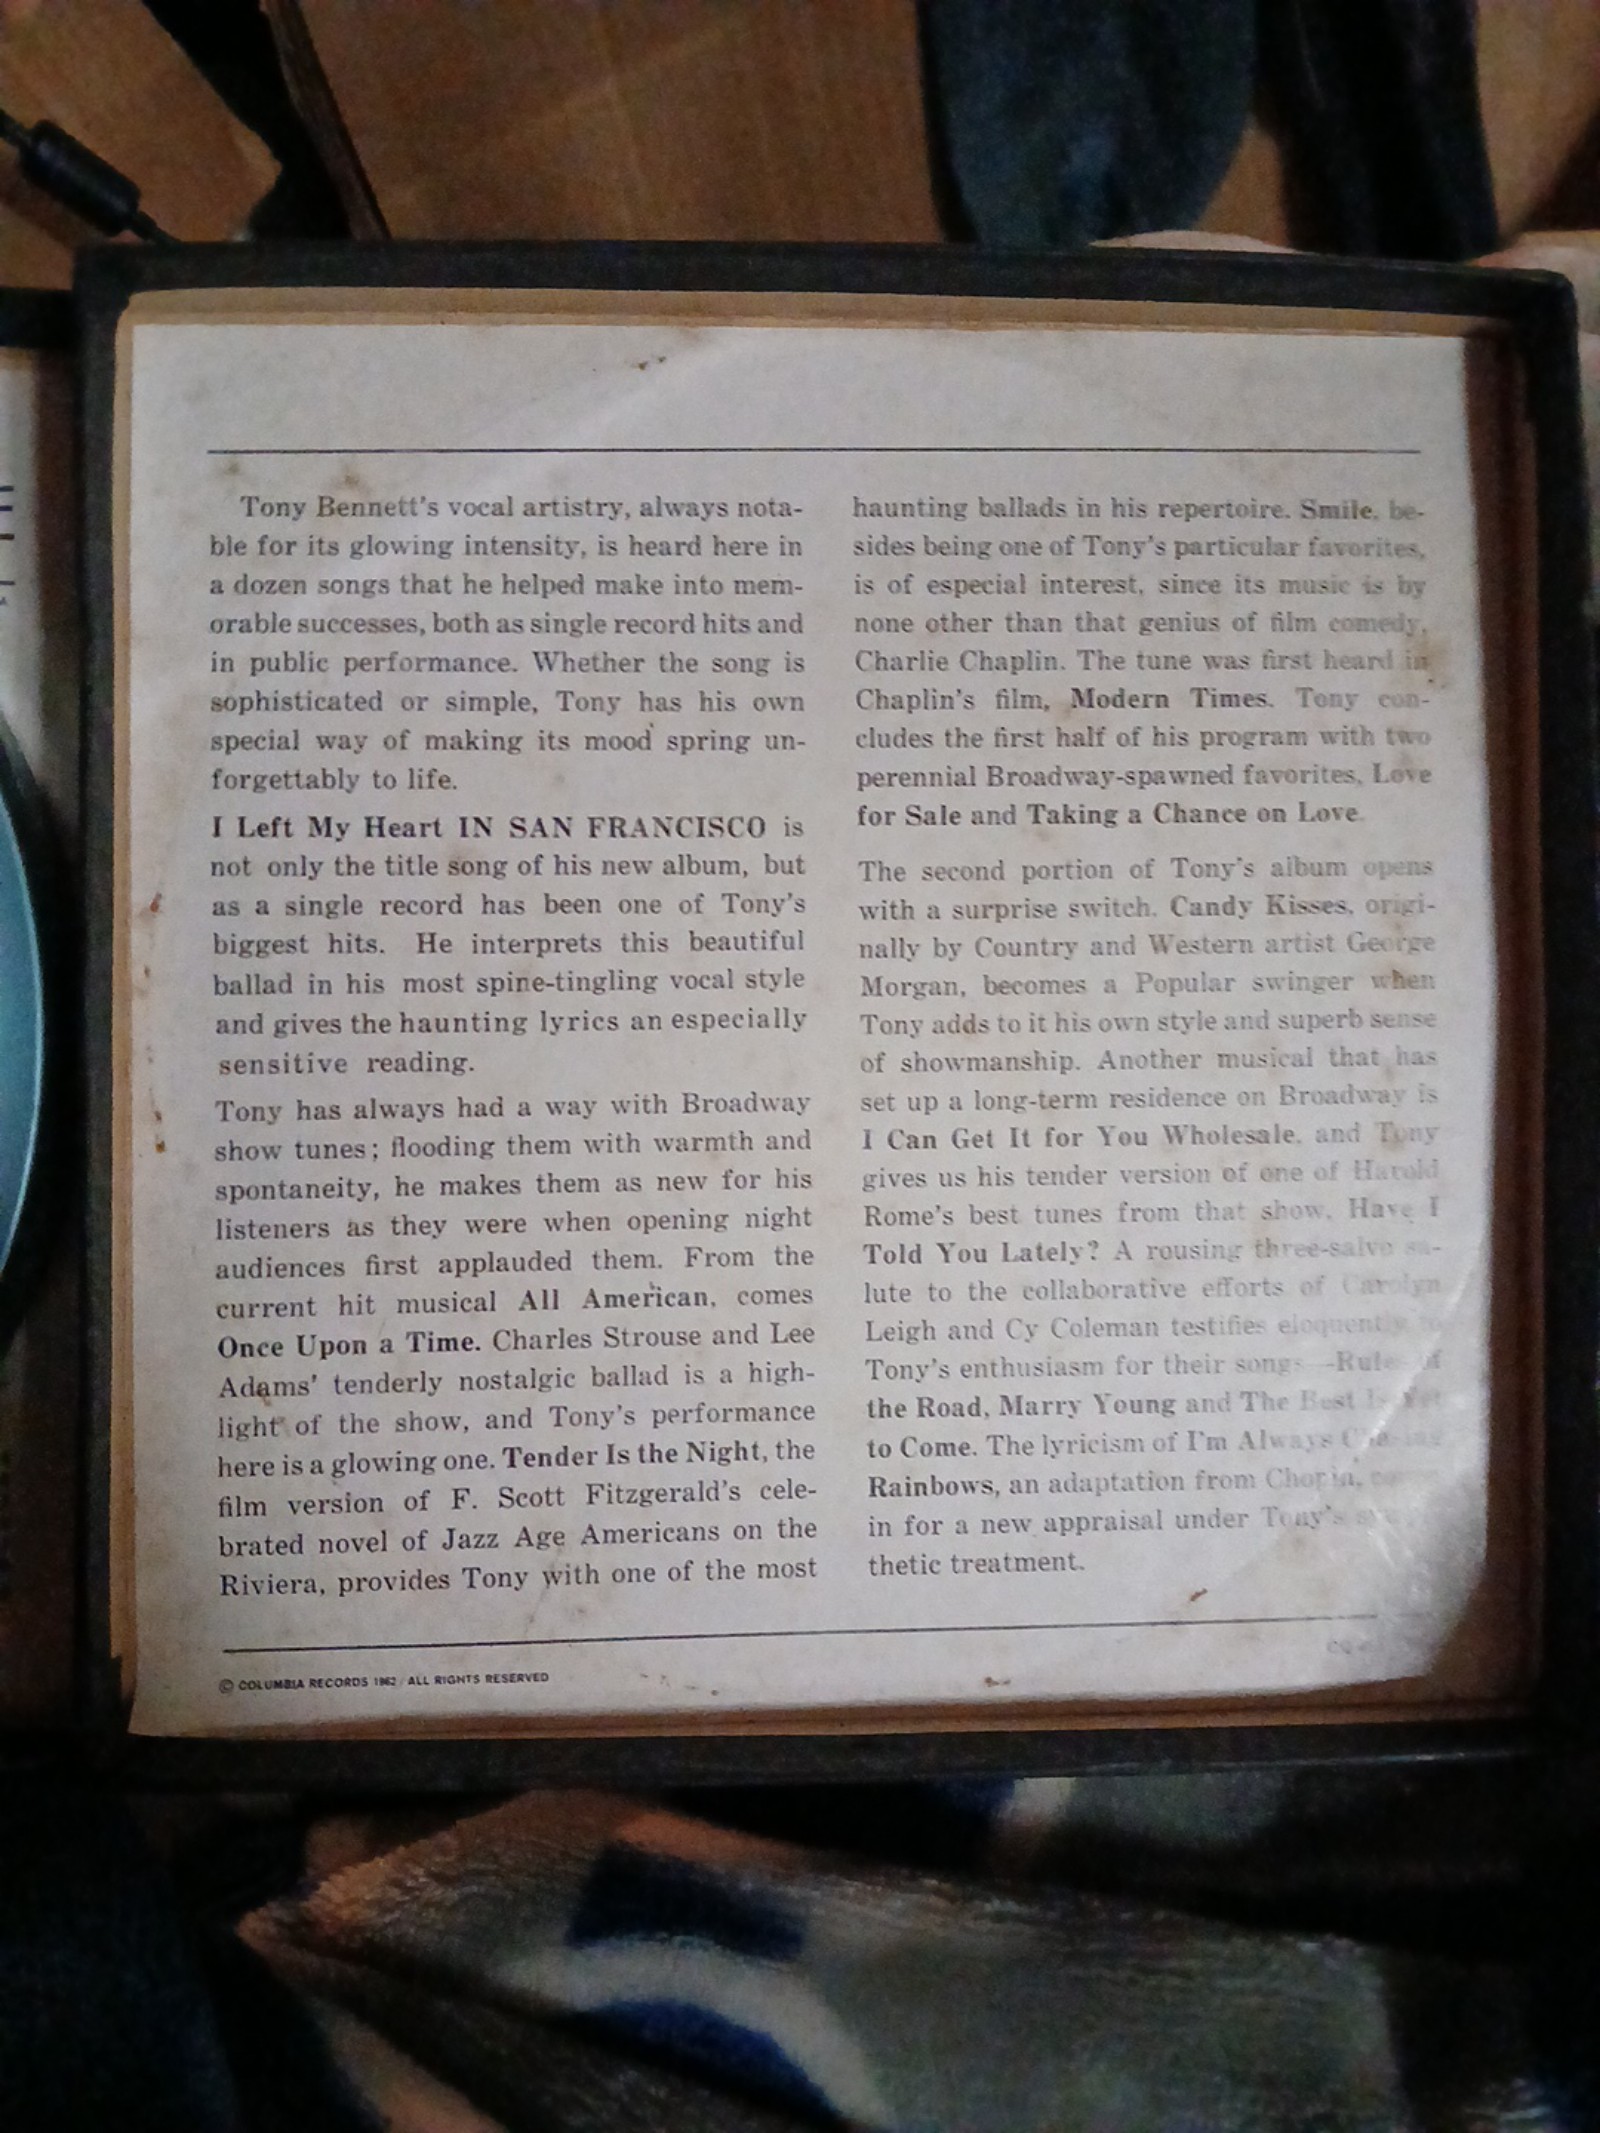 Tony Bennett's vocal artistry, always nota-
ble for its glowing intensity, is heard here in
a dozen songs that he helped make into mem-
orable successes, both as single record hits and
in public performance. Whether the song is
sophisticated or simple, Tony has his own
special way of making its mood spring un-
forgettably to life.
I Left My Heart IN SAN FRANCISCO is
not only the title song of his new album, but
as a single record has been one of Tony's
biggest hits. He interprets this beautiful
ballad in his most spine-tingling vocal style
and gives the haunting lyrics an especially
sensitive reading.
Tony has always had a way with Broadway
show tunes; flooding them with warmth and
spontaneity, he makes them as new for his
listeners as they were when opening night
audiences first applauded them. From the
current hit musical All American, comes
Once Upon a Time. Charles Strouse and Lee
Adams' tenderly nostalgic ballad is a high-
light of the show, and Tony's performance
here is a glowing one. Tender Is the Night, the
film version of F. Scott Fitzgerald's cele-
brated novel of Jazz Age Americans on the
Riviera, provides Tony with one of the most
haunting ballads in his repertoire. Smile, be-
sides being one of Tony's particular favorites,
is of especial interest, since its music is by
none other than that genius of film comedy,
Charlie Chaplin. The tune was first heard in
Chaplin's film, Modern Times. Tony con-
cludes the first half of his program with two
perennial Broadway-spawned favorites, Love
for Sale and Taking a Chance on Love.
The second portion of Tony's album opens
with a surprise switch. Candy Kisses, origi-
nally by Country and Western artist George
Morgan, becomes a Popular swinger when
Tony adds to it his own style and superb sense
of showmanship. Another musical that has
set up a long-term residence on Broadway is
I Can Get It for You Wholesale, and Tony
gives us his tender version of one of Harold
Rome's best tunes from that show, Have I
Told You Lately? A rousing three-salvo sa-
lute to the collaborative efforts of Carolyn
Leigh and Cy Coleman testifies eloquently to
Tony's enthusiasm for their songs—Rules of
the Road, Marry Young and The Best Is Yet
to Come. The lyricism of I'm Always Chasing
Rainbows, an adaptation from Chopin,
in for a new appraisal under Tony's
thetic treatment.
© COLUMBIA RECORDS 1962 / ALL RIGHTS RESERVED